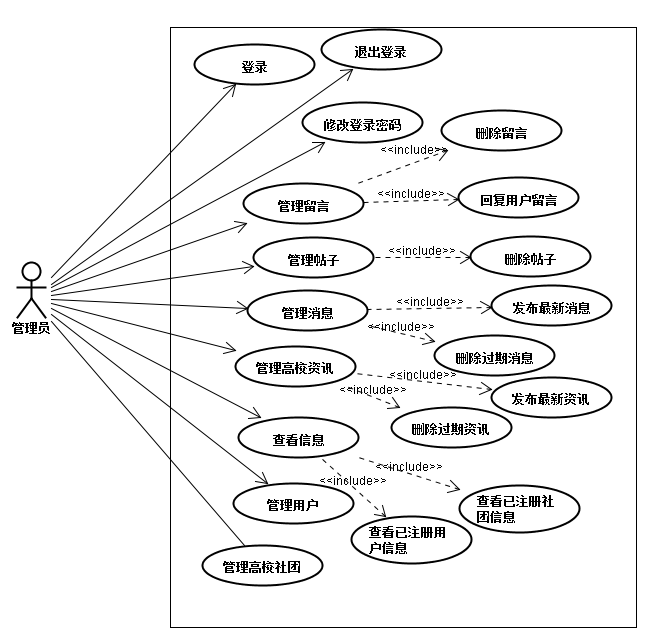 退出登录
登录
修改登录密码
删除留言
<<include>>
<<include>>
管理留言
回复用户留言
<<include>>
管理帖子
删除帖子
管理员
<<include>>
管理消息
发布最新消息
<<include>>
删除过期消息
管理高校资讯
<<include>>
<<include>>
发布最新资讯
删除过期资讯
查看信息
<<include>>
<<include>>
管理用户
查看已注册社
团信息
查看已注册用
户信息
管理高校社团